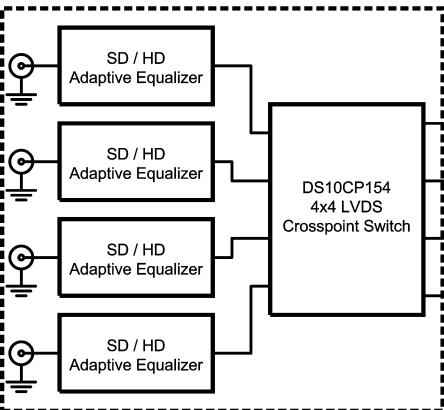 SD / HD
Adaptive Equalizer
SD / HD
Adaptive Equalizer
DS10CP154
4x4 LVDS
Crosspoint Switch
SD / HD
Adaptive Equalizer
SD / HD
Adaptive Equalizer